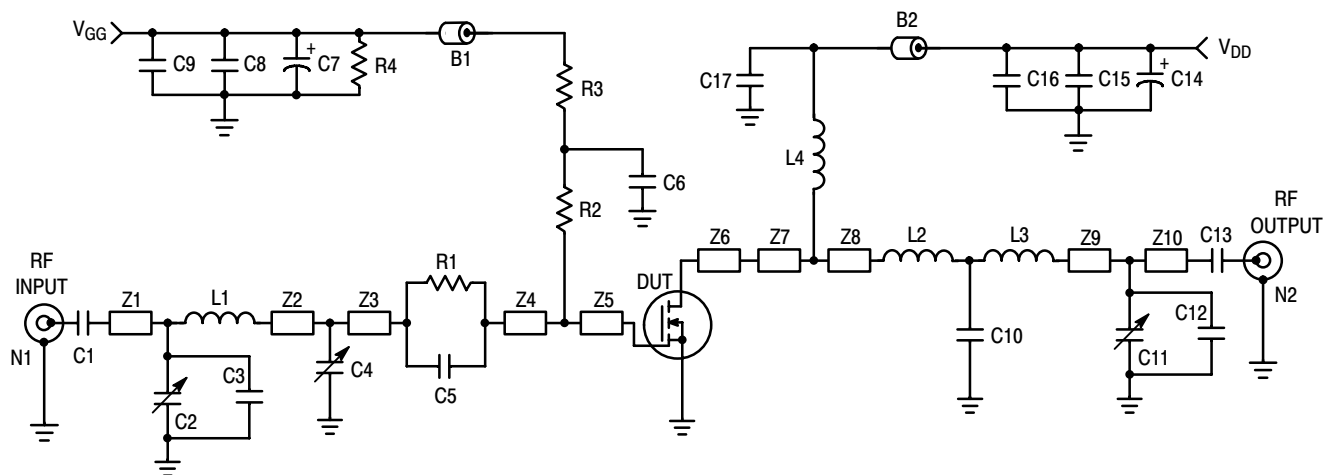 VGG
C9
C8
+
C7
R4
B1
R3
C6
R2
B2
VDD
C17
C16
C15
+
C14
L4
RF
INPUT
N1
C1
Z1
L1
Z2
Z3
R1
C5
Z4
Z5
DUT
C2
C3
C4
Z6
Z7
Z8
L2
L3
Z9
Z10
C13
RF
OUTPUT
N2
C10
C11
C12